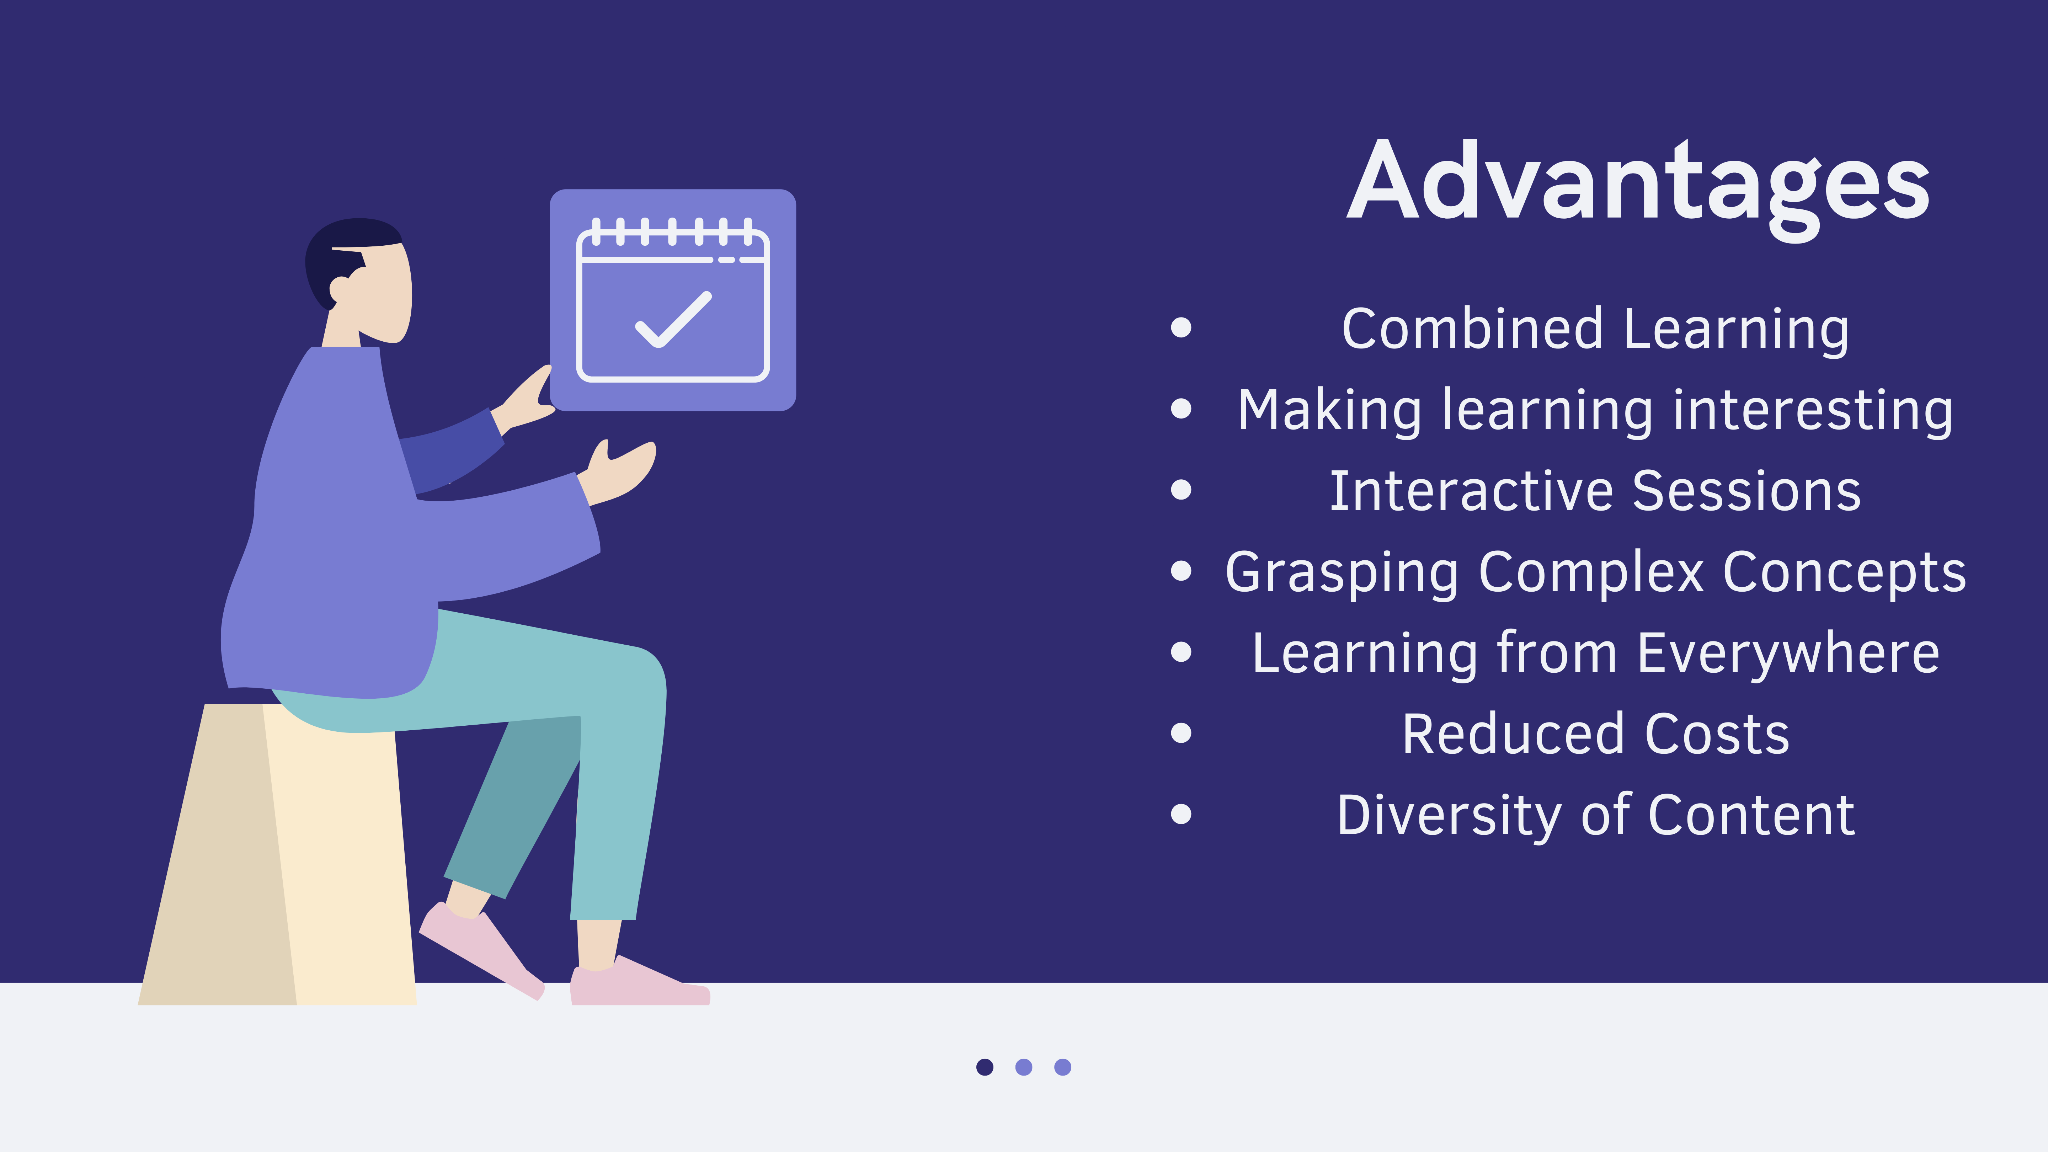 Advantages
• Combined Learning
• Making learning interesting
• Interactive Sessions
• Grasping Complex Concepts
• Learning from Everywhere
• Reduced Costs
• Diversity of Content